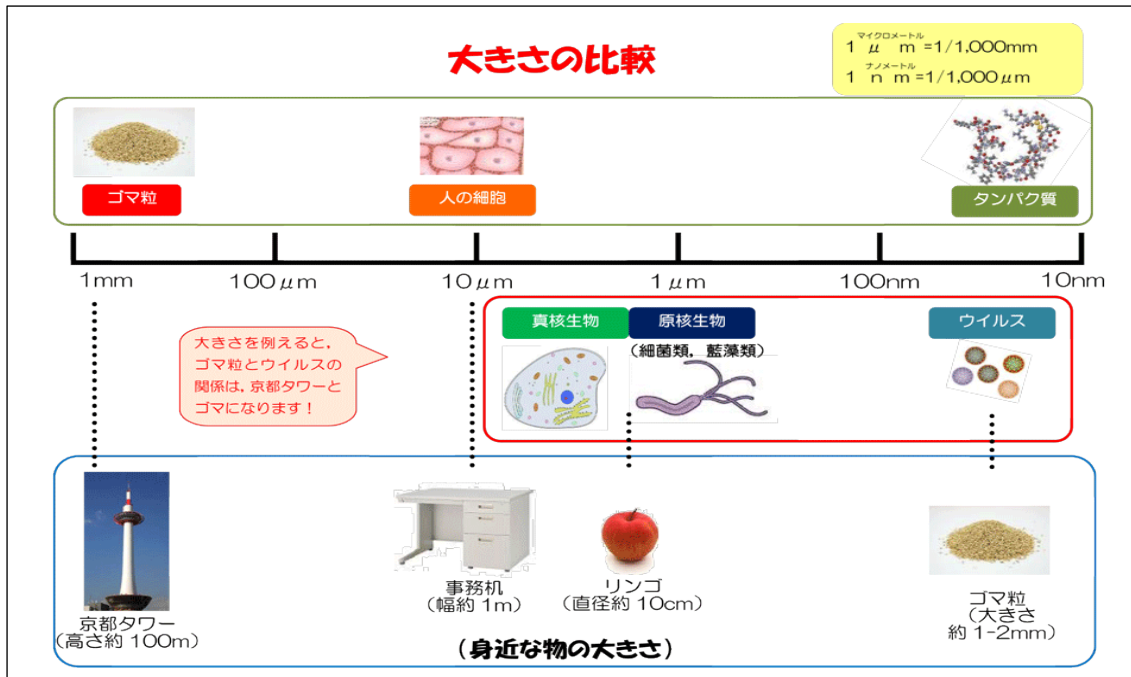 大きさの比較
マイクロメートル
1 μ m =1/1,000mm
ナノメートル
1 n m =1/1,000μm
ゴマ粒
人の細胞
タンパク質
1mm
100μm
10μm
1μm
100nm
10nm
大きさを例えると，
ゴマ粒とウイルスの
関係は，京都タワーと
ゴマになります！
真核生物
原核生物
(細菌類，藍藻類)
ウイルス
京都タワー
(高さ約 100m)
事務机
(幅約 1m)
リンゴ
(直径約 10cm)
ゴマ粒
(大きさ
約 1-2mm)
(身近な物の大きさ)